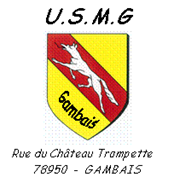 U.S.M.G
Gambais
Rue du Château Trompette
78950 - GAMBAIS